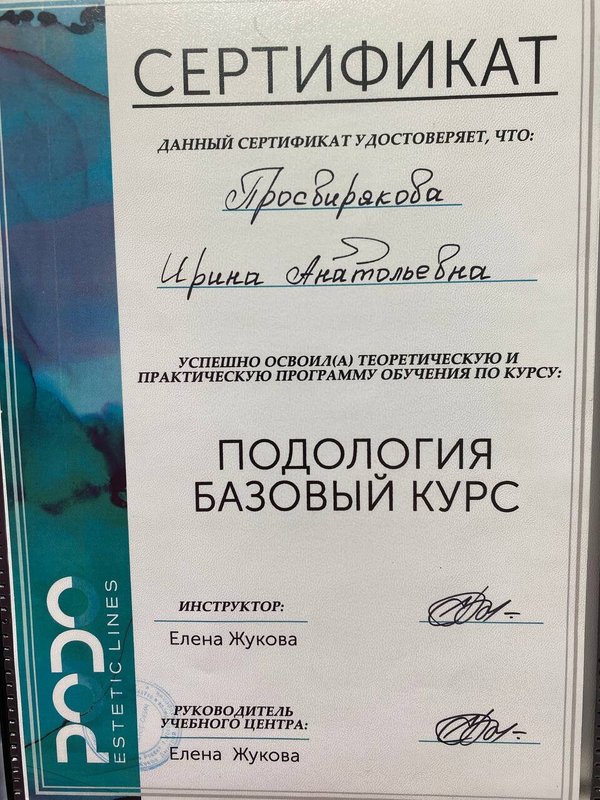 СЕРТИФИКАТ
ДАННЫЙ СЕРТИФИКАТ УДОСТОВЕРЯЕТ, ЧТО:
Просвирякова
Ирина Анатольевна
УСПЕШНО ОСВОИЛ(А) ТЕОРЕТИЧЕСКУЮ И
ПРАКТИЧЕСКУЮ ПРОГРАММУ ОБУЧЕНИЯ ПО КУРСУ:
ПОДОЛОГИЯ
БАЗОВЫЙ КУРС
ИНСТРУКТОР:
Елена Жукова
РУКОВОДИТЕЛЬ
УЧЕБНОГО ЦЕНТРА:
Елена Жукова
PODO
ESTETIC LINES